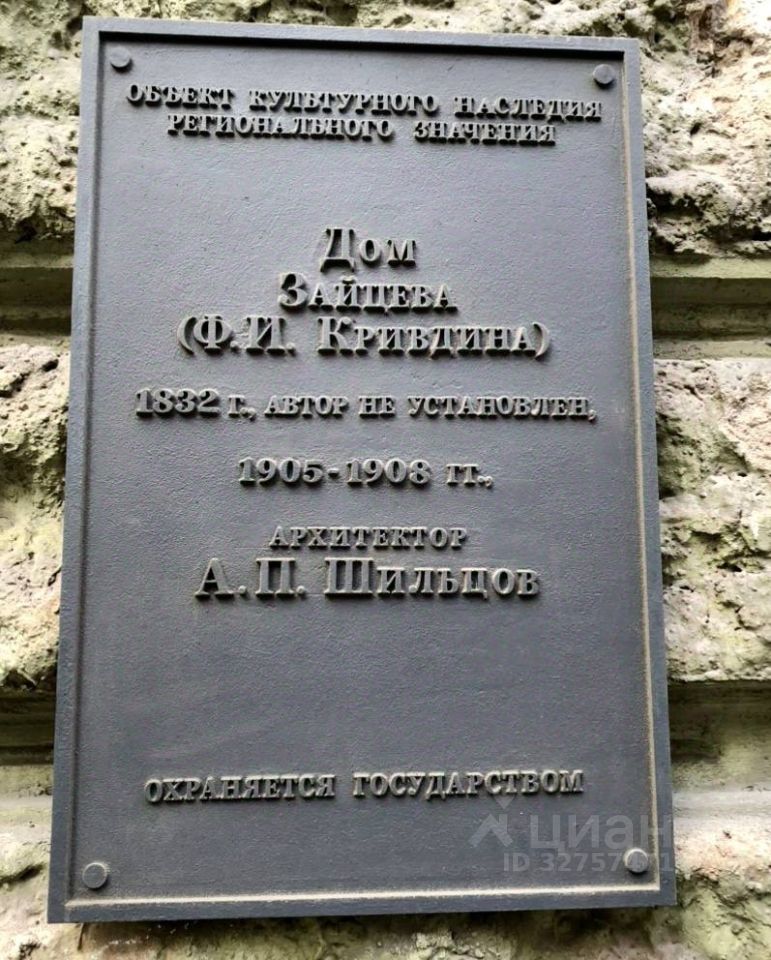 ОБЪЕКТ КУЛЬТУРНОГО НАСЛЕДИЯ
РЕГИОНАЛЬНОГО ЗНАЧЕНИЯ
ДОМ
ЗАЙЦЕВА
(Ф.И. КРИВДИНА)
1832 Г., АВТОР НЕ УСТАНОВЛЕН,
1905-1908 ГГ.,
АРХИТЕКТОР
А.П. ШИЛЬЦОВ
ОХРАНЯЕТСЯ ГОСУДАРСТВОМ
циан
ID